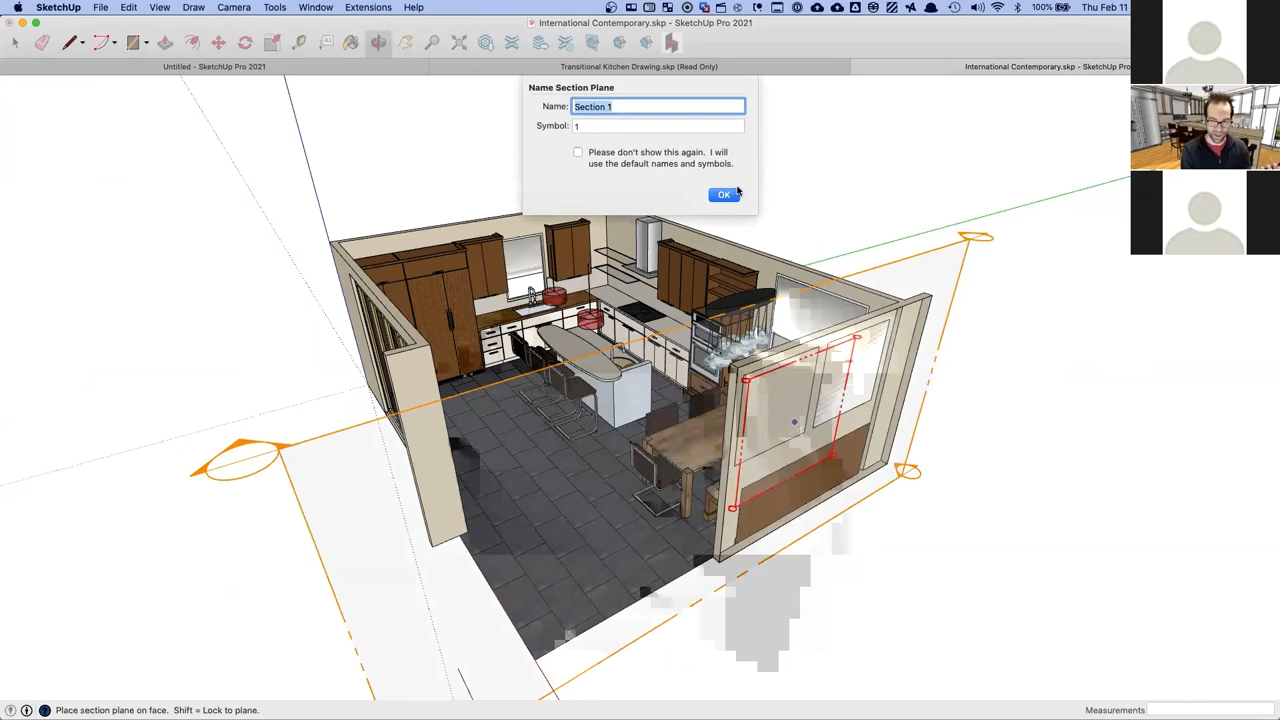 SketchUp File Edit View Draw Camera Tools Window Extensions Help 100% Thu Feb 11
International Contemporary.skp - SketchUp Pro 2021
Untitled - SketchUp Pro 2021 Transitional Kitchen Drawing.skp (Read Only) International Contemporary.skp - SketchUp Pro
Name Section Plane
Name: Section 1
Symbol: 1
Please don't show this again. I will
use the default names and symbols.
OK
Place section plane on face. Shift = Lock to plane. Measurements